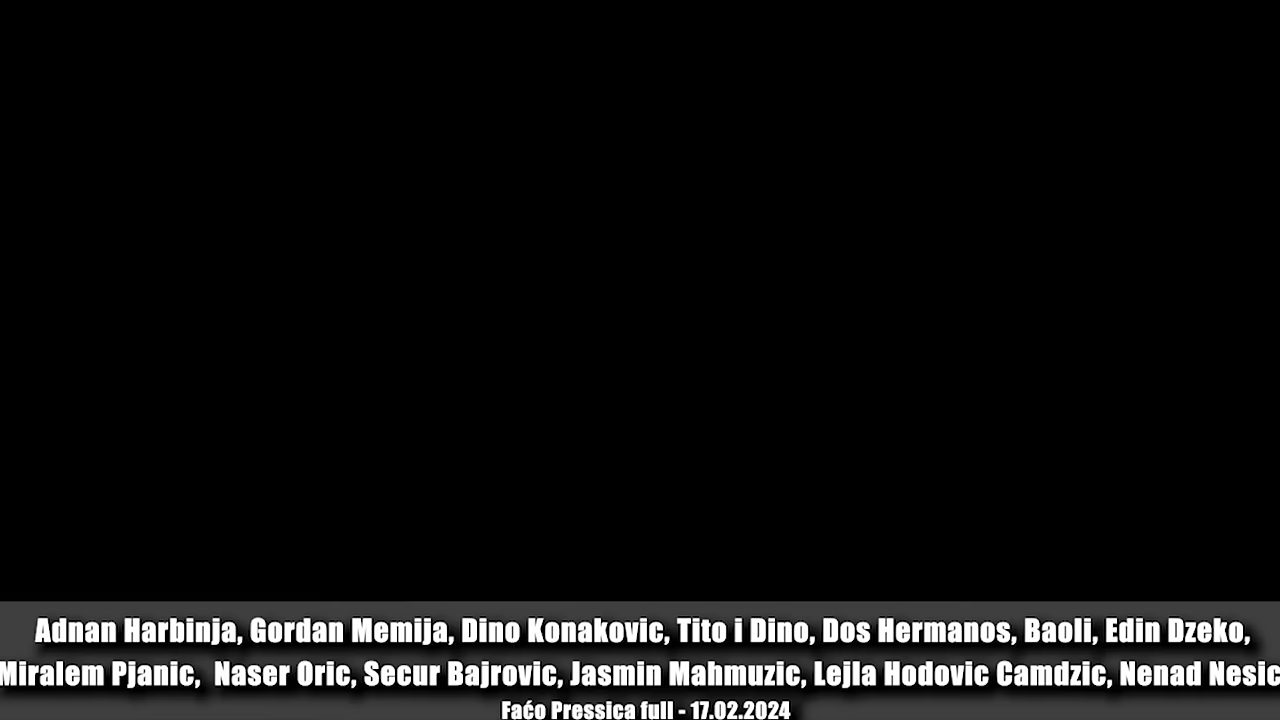 Adnan Harbinja, Gordan Memija, Dino Konakovic, Tito i Dino, Dos Hermanos, Baoli, Edin Dzeko,
Miralem Pjanic, Naser Oric, Secur Bajrovic, Jasmin Mahmuzic, Lejla Hodovic Camdzic, Nenad Nesic
Faćo Pressica full - 17.02.2024